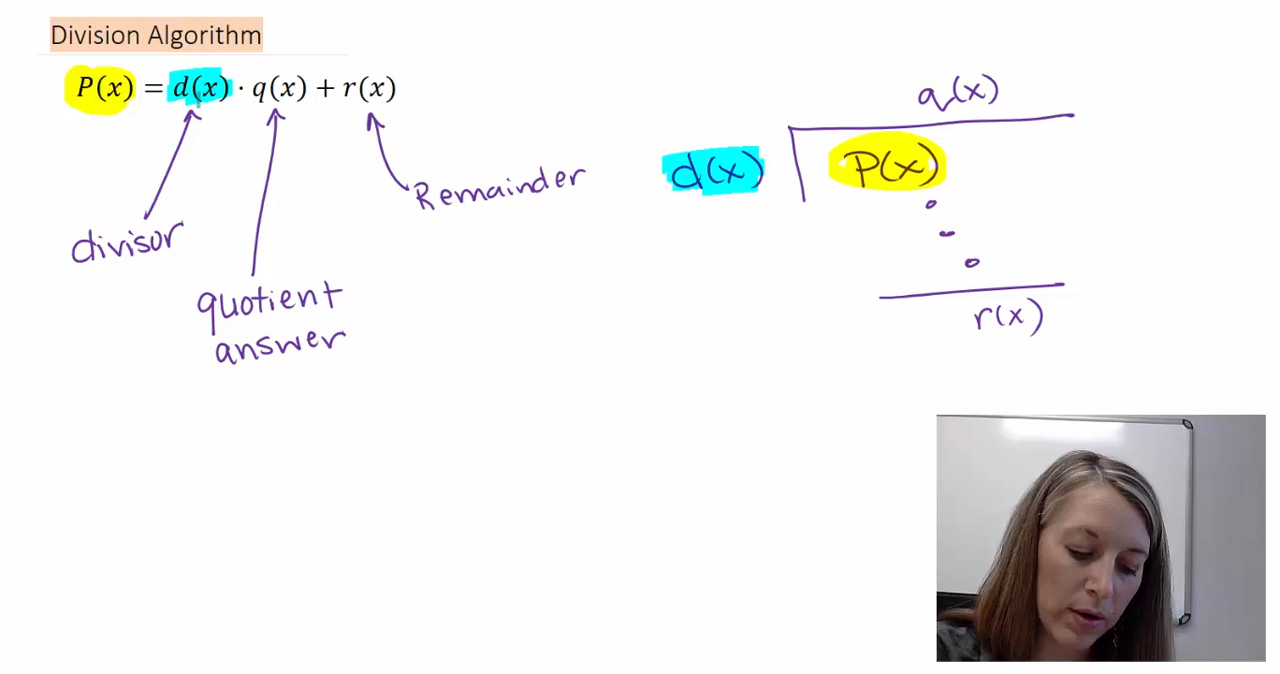 Division Algorithm
P(x) = d(x) · q(x) + r(x)
divisor
quotient
answer
Remainder
q(x)
d(x) P(x)
r(x)